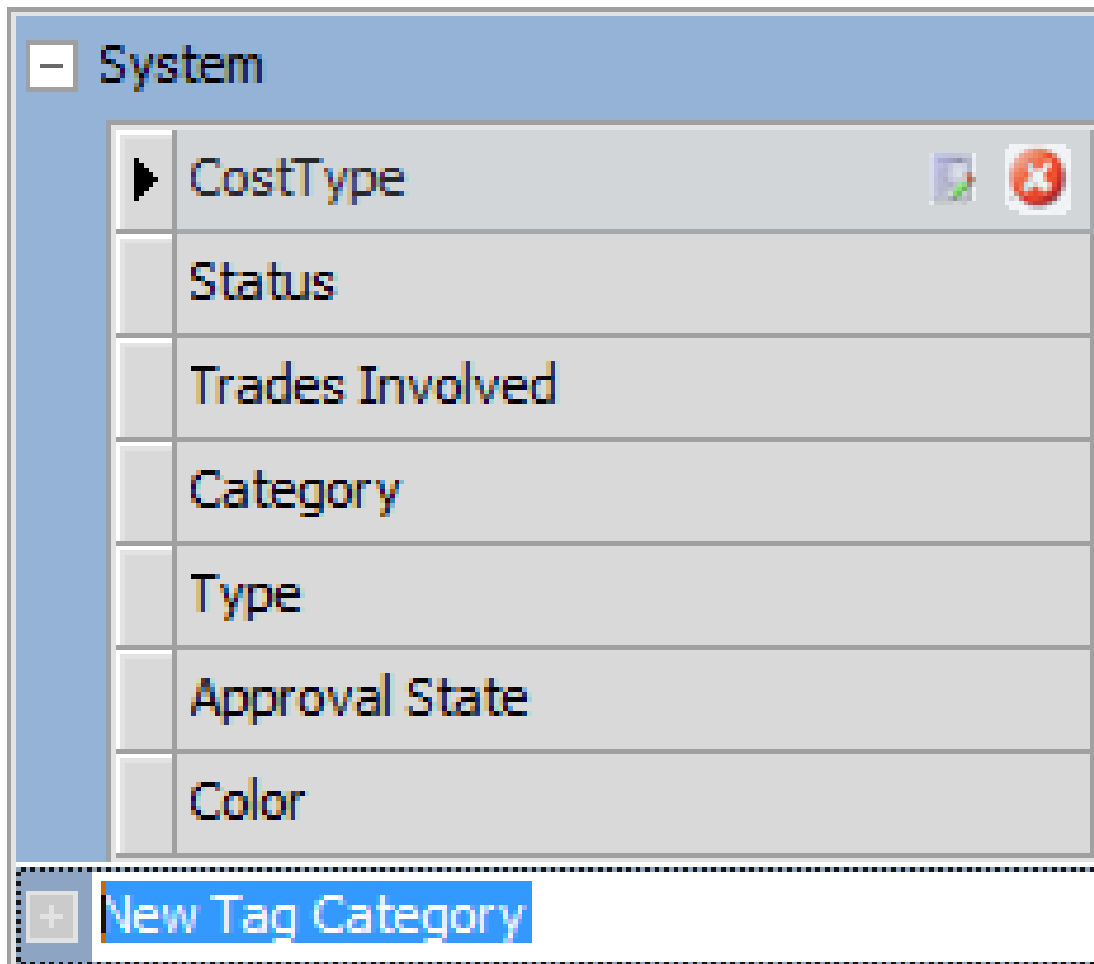 System
CostType
Status
Trades Involved
Category
Type
Approval State
Color
New Tag Category